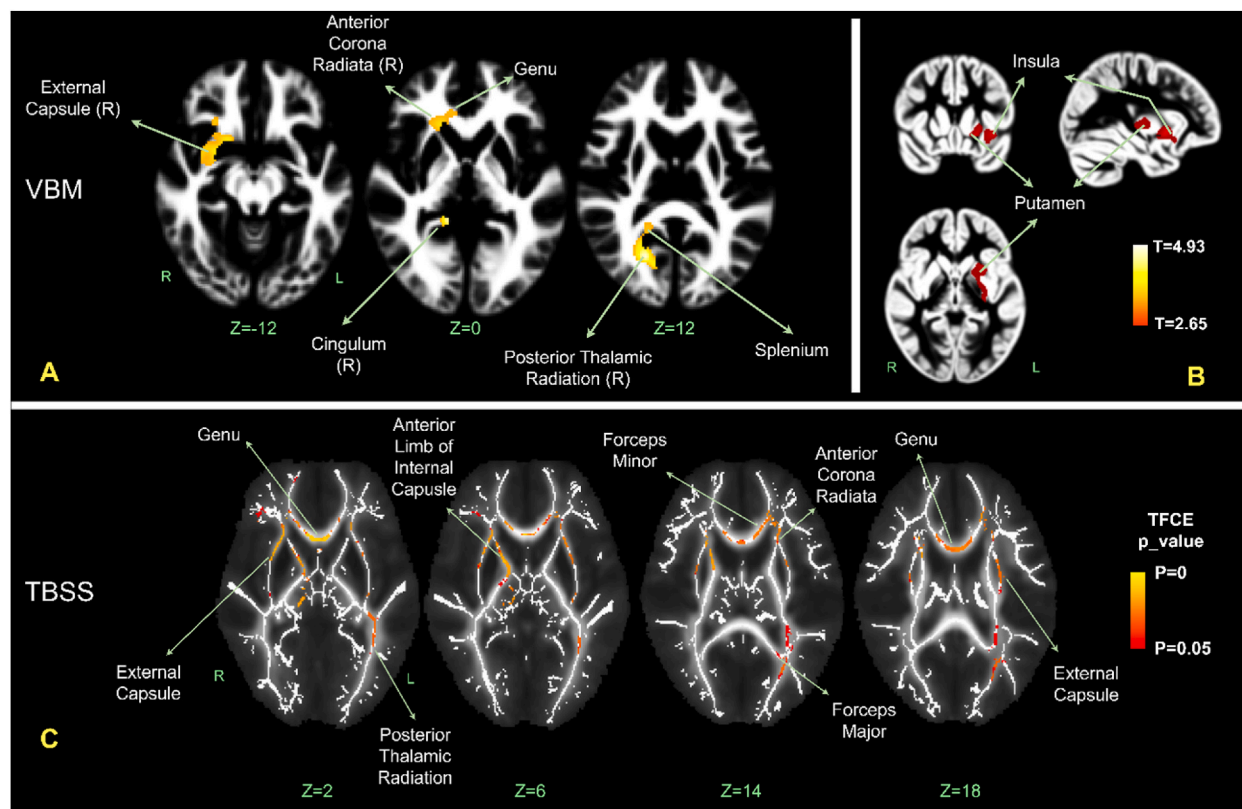 Anterior
Corona
Radiata (R)
Genu
External
Capsule (R)
VBM
R
L
Z=-12
Z=0
Z=12
Cingulum
(R)
Posterior Thalamic
Radiation (R)
Splenium
A
Insula
Putamen
T=4.93
T=2.65
R
L
B
Genu
Anterior
Limb of
Internal
Capusle
Forceps
Minor
Anterior
Corona
Radiata
Genu
TFCE
p_value
P=0
P=0.05
TBSS
External
Capsule
R
L
Posterior
Thalamic
Radiation
Forceps
Major
External
Capsule
C
Z=2
Z=6
Z=14
Z=18